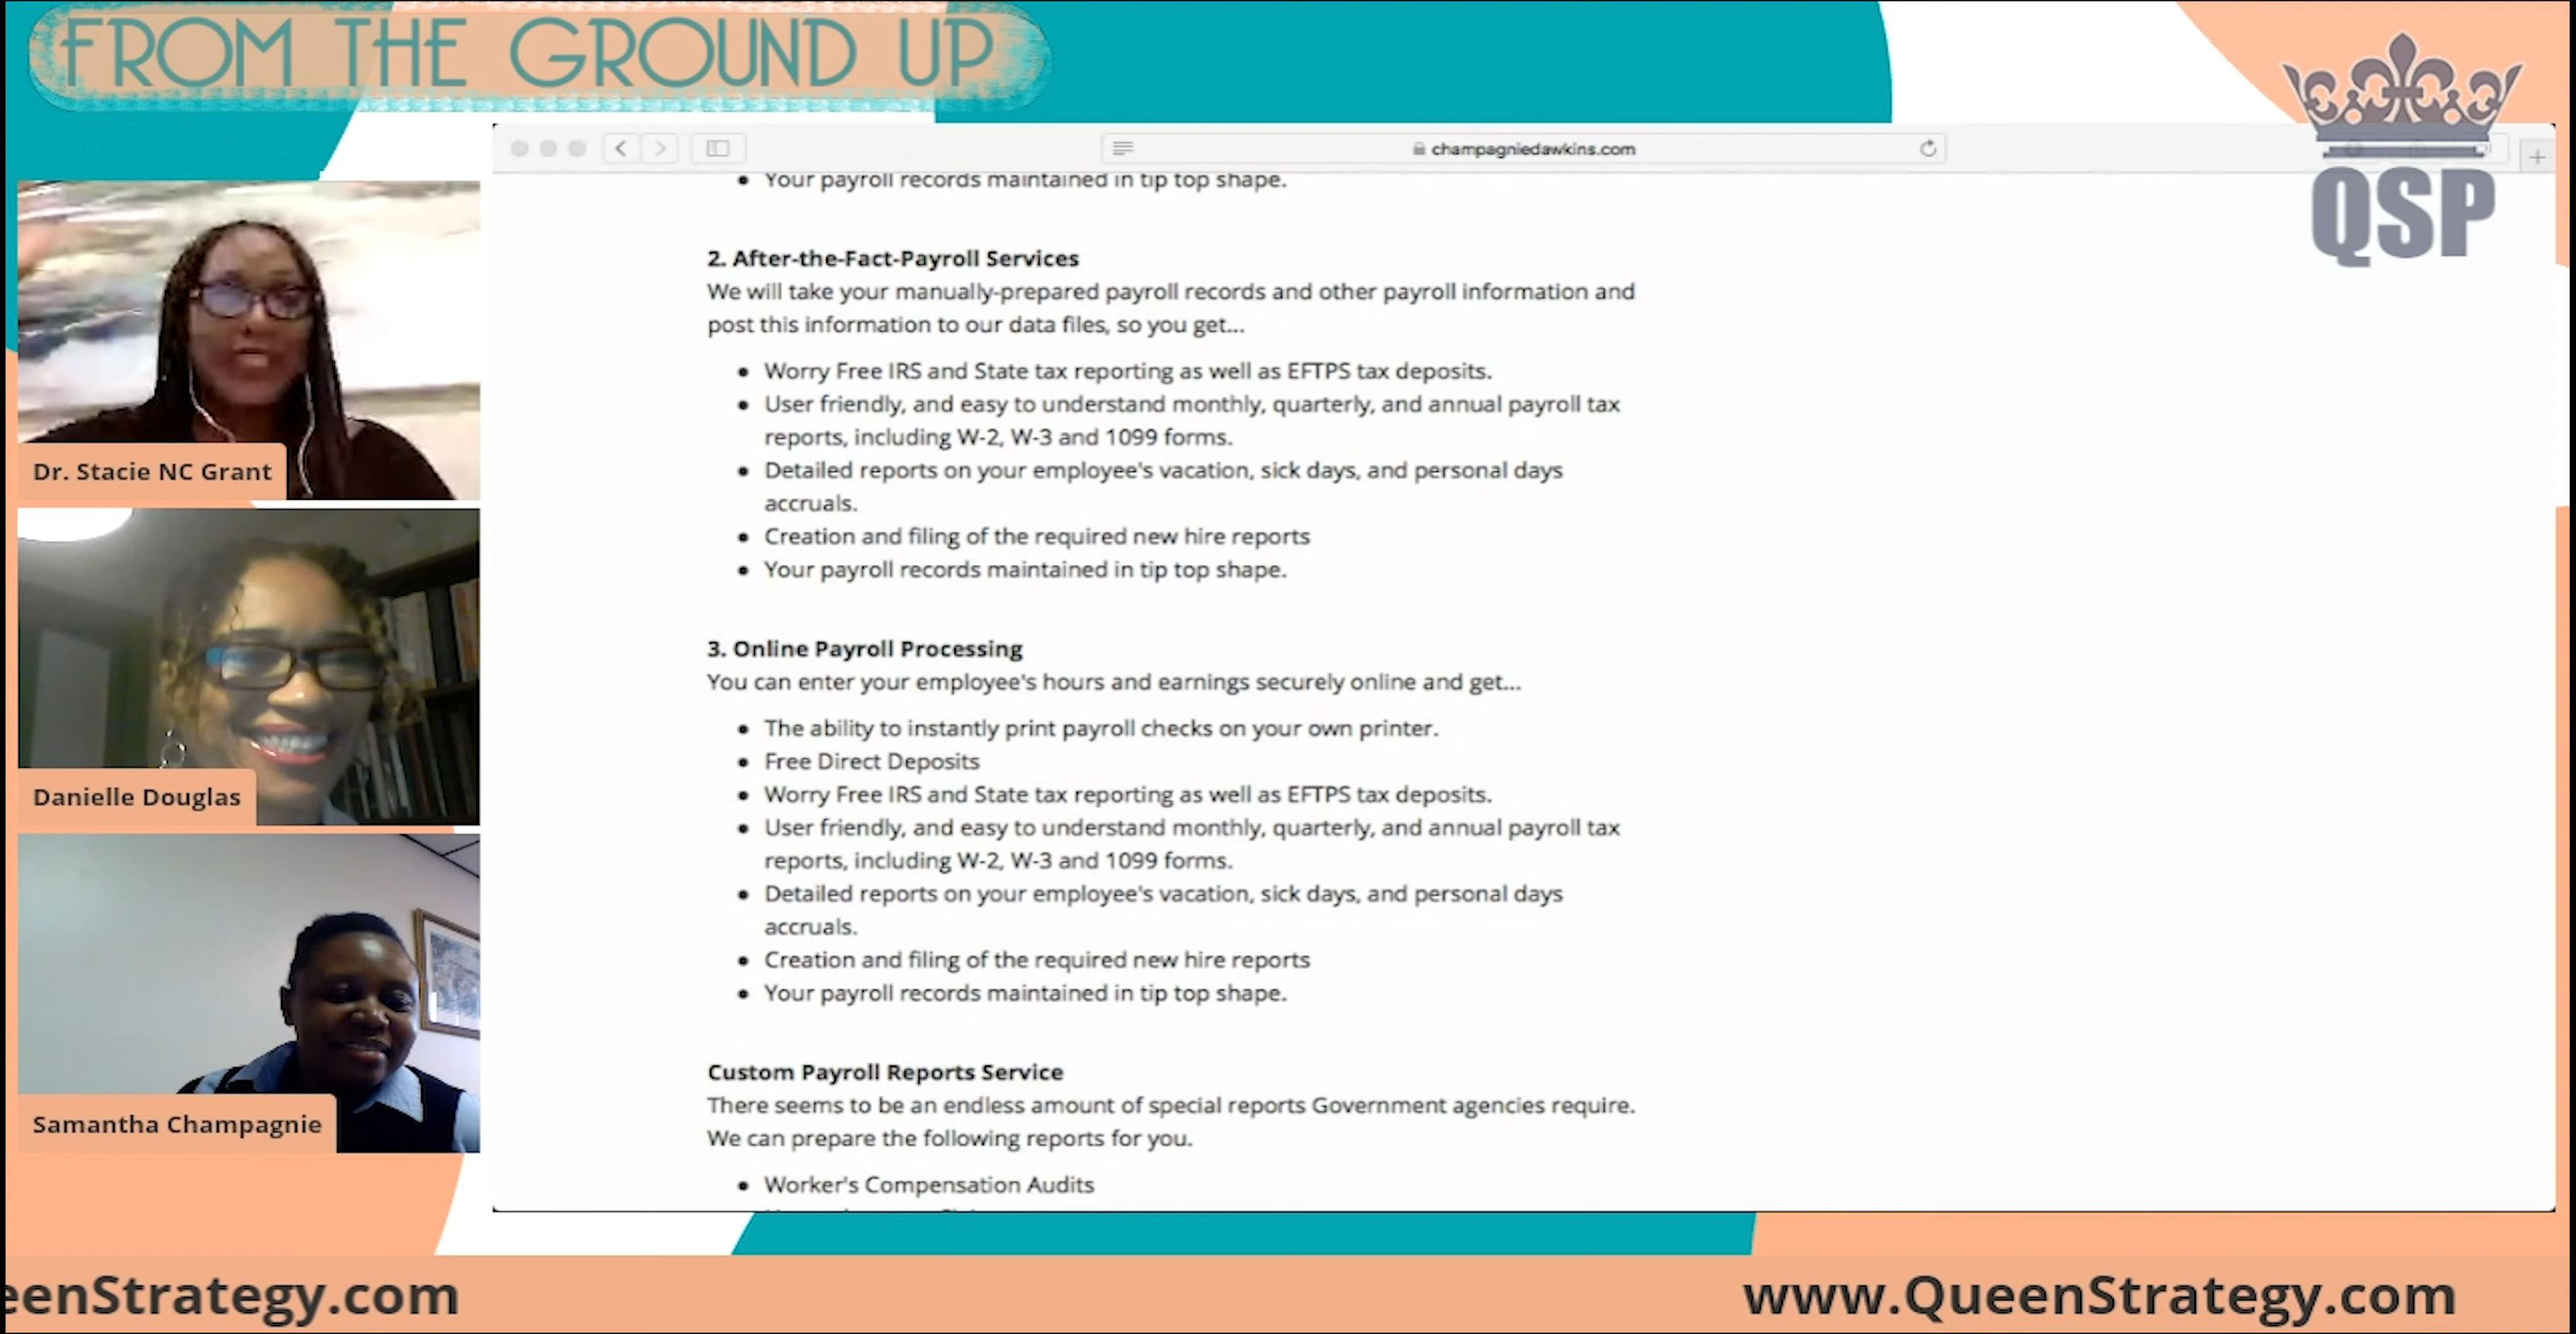 FROM THE GROUND UP
QSP
champagniedawkins.com
Your payroll records maintained in tip top shape.
2. After-the-Fact-Payroll Services
We will take your manually-prepared payroll records and other payroll information and
post this information to our data files, so you get...
Worry Free IRS and State tax reporting as well as EFTPS tax deposits.
User friendly, and easy to understand monthly, quarterly, and annual payroll tax
reports, including W-2, W-3 and 1099 forms.
Detailed reports on your employee's vacation, sick days, and personal days
accruals.
Creation and filing of the required new hire reports
Your payroll records maintained in tip top shape.
3. Online Payroll Processing
You can enter your employee's hours and earnings securely online and get...
The ability to instantly print payroll checks on your own printer.
Free Direct Deposits
Worry Free IRS and State tax reporting as well as EFTPS tax deposits.
User friendly, and easy to understand monthly, quarterly, and annual payroll tax
reports, including W-2, W-3 and 1099 forms.
Detailed reports on your employee's vacation, sick days, and personal days
accruals.
Creation and filing of the required new hire reports
Your payroll records maintained in tip top shape.
Custom Payroll Reports Service
There seems to be an endless amount of special reports Government agencies require.
We can prepare the following reports for you.
Worker's Compensation Audits
Dr. Stacie NC Grant
Danielle Douglas
Samantha Champagnie
eenStrategy.com
www.QueenStrategy.com